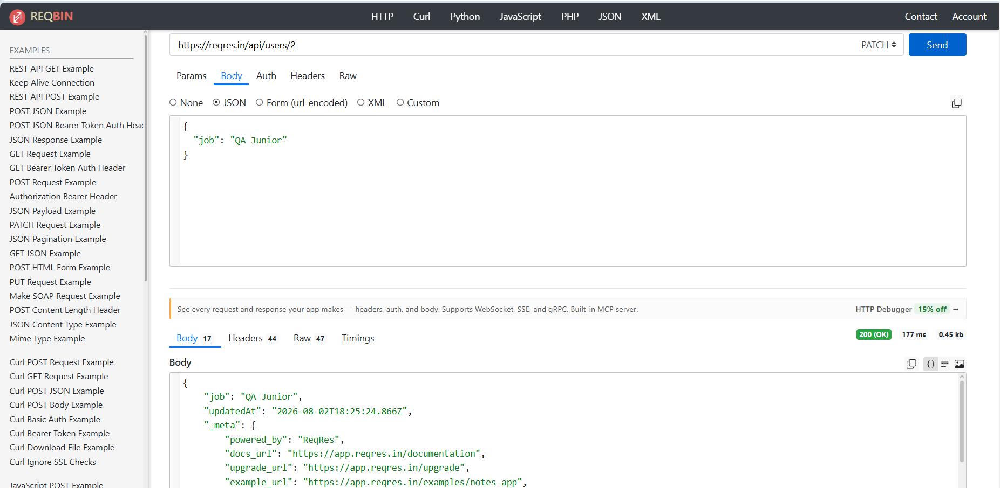 REQBIN
HTTP Curl Python JavaScript PHP JSON XML
Contact Account
EXAMPLES
REST API GET Example
Keep Alive Connection
REST API POST Example
POST JSON Example
POST JSON Bearer Token Auth Head
JSON Response Example
GET Request Example
GET Bearer Token Auth Header
POST Request Example
Authorization Bearer Header
JSON Payload Example
PATCH Request Example
JSON Pagination Example
GET JSON Example
POST HTML Form Example
PUT Request Example
Make SOAP Request Example
POST Content Length Header
JSON Content Type Example
Mime Type Example
Curl POST Request Example
Curl GET Request Example
Curl POST JSON Example
Curl POST Body Example
Curl Basic Auth Example
Curl Bearer Token Example
Curl Download File Example
Curl Ignore SSL Checks
JavaScript POST Example
https://reqres.in/api/users/2 PATCH Send
Params Body Auth Headers Raw
None JSON Form (url-encoded) XML Custom
{
"job": "QA Junior"
}
See every request and response your app makes — headers, auth, and body. Supports WebSocket, SSE, and gRPC. Built-in MCP server. HTTP Debugger 15% off →
Body 17 Headers 44 Raw 47 Timings 200 (OK) 177 ms 0.45 kb
Body {}
{
"job": "QA Junior",
"updatedAt": "2026-08-02T18:25:24.866Z",
"_meta": {
"powered_by": "ReqRes",
"docs_url": "https://app.reqres.in/documentation",
"upgrade_url": "https://app.reqres.in/upgrade",
"example_url": "https://app.reqres.in/examples/notes-app",